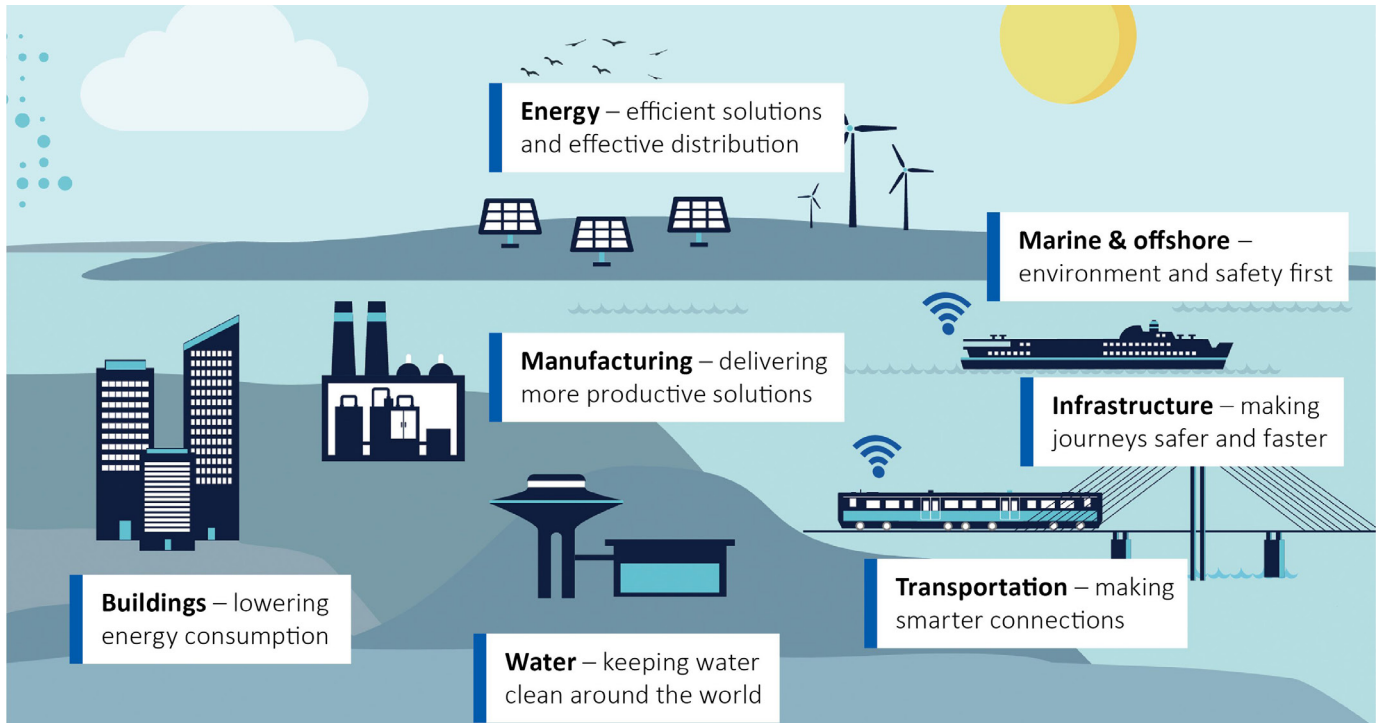 Energy – efficient solutions
and effective distribution
Marine & offshore –
environment and safety first
Manufacturing – delivering
more productive solutions
Infrastructure – making
journeys safer and faster
Buildings – lowering
energy consumption
Transportation – making
smarter connections
Water – keeping water
clean around the world